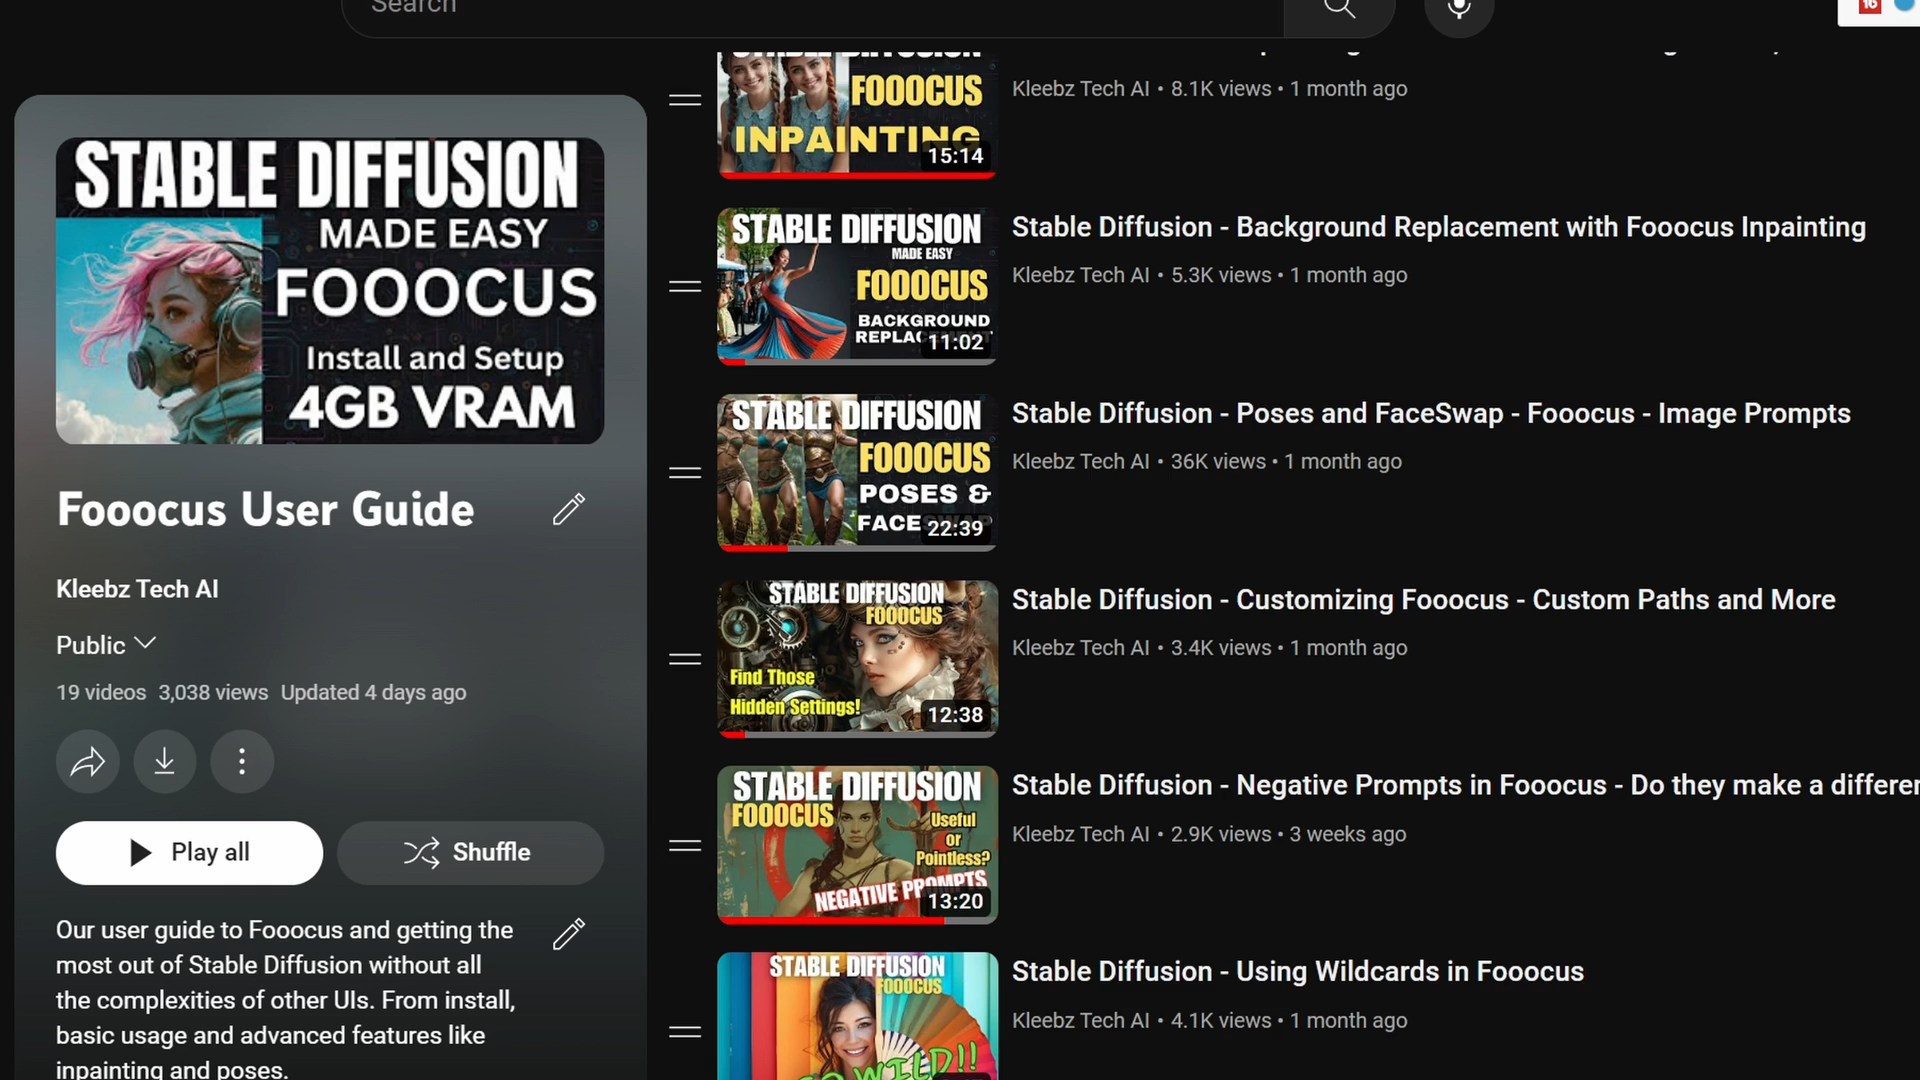 Search
16
STABLE DIFFUSION
MADE EASY
FOOOCUS
Install and Setup
4GB VRAM
Fooocus User Guide
Kleebz Tech AI
Public
19 videos 3,038 views Updated 4 days ago
Play all
Shuffle
Our user guide to Fooocus and getting the
most out of Stable Diffusion without all
the complexities of other UIs. From install,
basic usage and advanced features like
inpainting and poses.
STABLE DIFFUSION
FOOOCUS
INPAINTING
15:14
Kleebz Tech AI • 8.1K views • 1 month ago
STABLE DIFFUSION
MADE EASY
FOOOCUS
BACKGROUND
REPLACEMENT
11:02
Stable Diffusion - Background Replacement with Fooocus Inpainting
Kleebz Tech AI • 5.3K views • 1 month ago
STABLE DIFFUSION
FOOOCUS
POSES &
FACE
22:39
Stable Diffusion - Poses and FaceSwap - Fooocus - Image Prompts
Kleebz Tech AI • 36K views • 1 month ago
STABLE DIFFUSION
FOOOCUS
Find Those
Hidden Settings!
12:38
Stable Diffusion - Customizing Fooocus - Custom Paths and More
Kleebz Tech AI • 3.4K views • 1 month ago
STABLE DIFFUSION
FOOOCUS
Useful
or
Pointless?
NEGATIVE PROMPTS
13:20
Stable Diffusion - Negative Prompts in Fooocus - Do they make a differen
Kleebz Tech AI • 2.9K views • 3 weeks ago
STABLE DIFFUSION
FOOOCUS
WILD!!
Stable Diffusion - Using Wildcards in Fooocus
Kleebz Tech AI • 4.1K views • 1 month ago